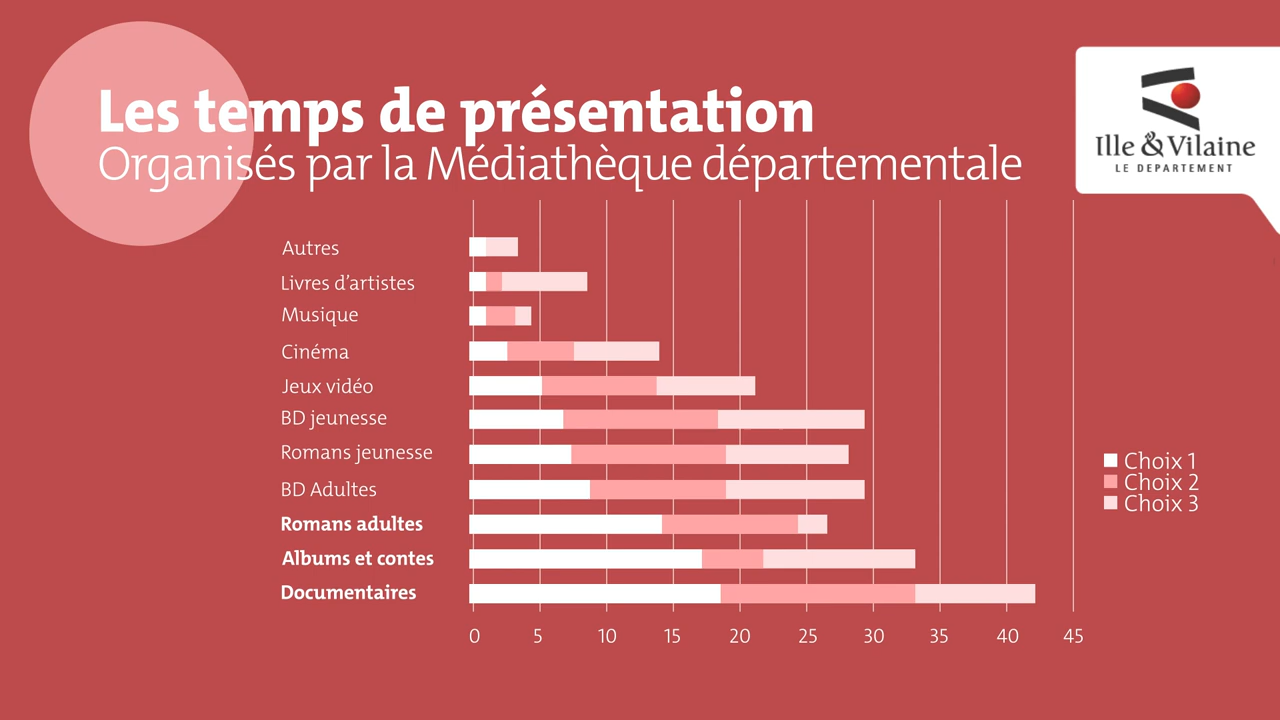 Les temps de présentation
Organisés par la Médiathèque départementale
Ille & Vilaine
LE DEPARTEMENT
Autres
Livres d’artistes
Musique
Cinéma
Jeux vidéo
BD jeunesse
Romans jeunesse
BD Adultes
Romans adultes
Albums et contes
Documentaires
0 5 10 15 20 25 30 35 40 45
Choix 1
Choix 2
Choix 3